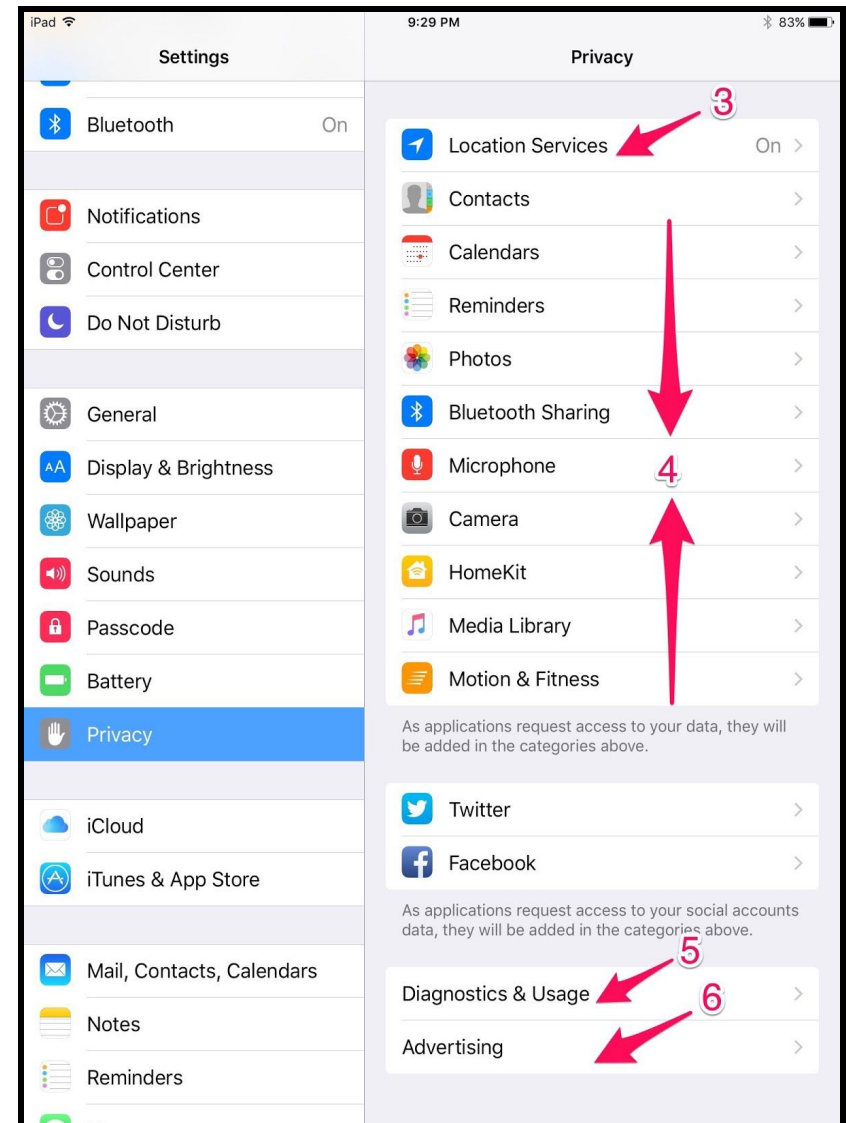 iPad
9:29 PM
83%
Settings
Bluetooth On
Notifications
Control Center
Do Not Disturb
General
AA Display & Brightness
Wallpaper
Sounds
Passcode
Battery
Privacy
iCloud
iTunes & App Store
Mail, Contacts, Calendars
Notes
Reminders
Privacy
3
Location Services On
Contacts
Calendars
Reminders
Photos
Bluetooth Sharing
Microphone
4
Camera
HomeKit
Media Library
Motion & Fitness
As applications request access to your data, they will
be added in the categories above.
Twitter
Facebook
As applications request access to your social accounts
data, they will be added in the categories above.
5
Diagnostics & Usage
6
Advertising